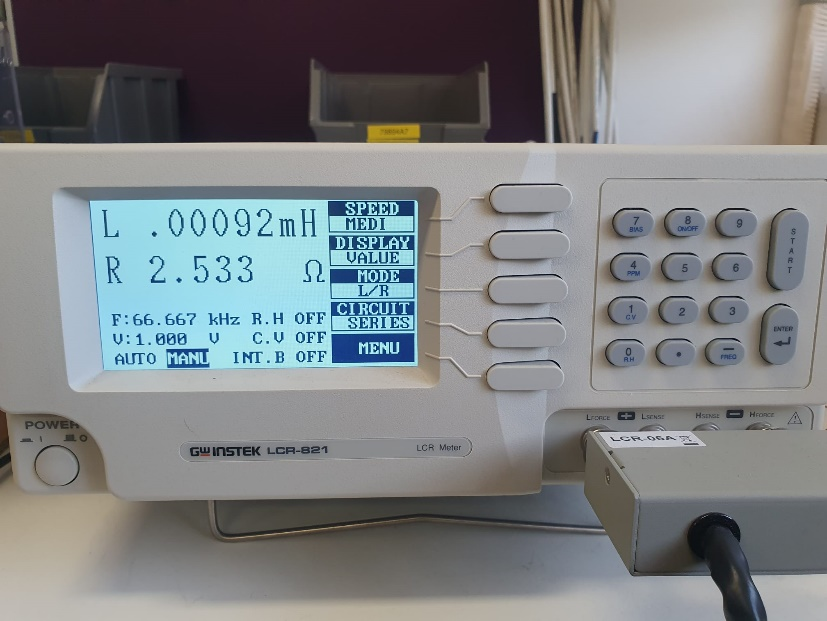 79694A7
L .00092mH
R 2.533 Ω
F:66.667 kHz R.H OFF
V:1.000 V C.V OFF
AUTO MANU INT.B OFF
SPEED
MEDI
DISPLAY
VALUE
MODE
L/R
CIRCUIT
SERIES
MENU
7 8 9
BIAS ON/OFF
4 5 6
PPM
1 2 3
C.V
0 • –
R.H FREQ
START
ENTER
POWER
I O
GWINSTEK LCR-821
LCR Meter
LFORCE + LSENSE HSENSE – HFORCE
LCR-06A